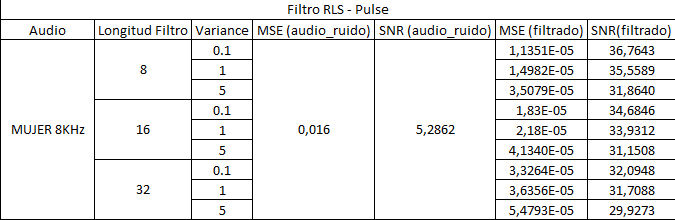 Filtro RLS - Pulse
Audio Longitud Filtro Variance MSE (audio_ruido) SNR (audio_ruido) MSE (filtrado) SNR(filtrado)
MUJER 8KHz 8 0.1 0,016 5,2862 1,1351E-05 36,7643
1 1,4982E-05 35,5589
5 3,5079E-05 31,8640
16 0.1 1,83E-05 34,6846
1 2,18E-05 33,9312
5 4,1340E-05 31,1508
32 0.1 3,3264E-05 32,0948
1 3,6356E-05 31,7088
5 5,4793E-05 29,9273